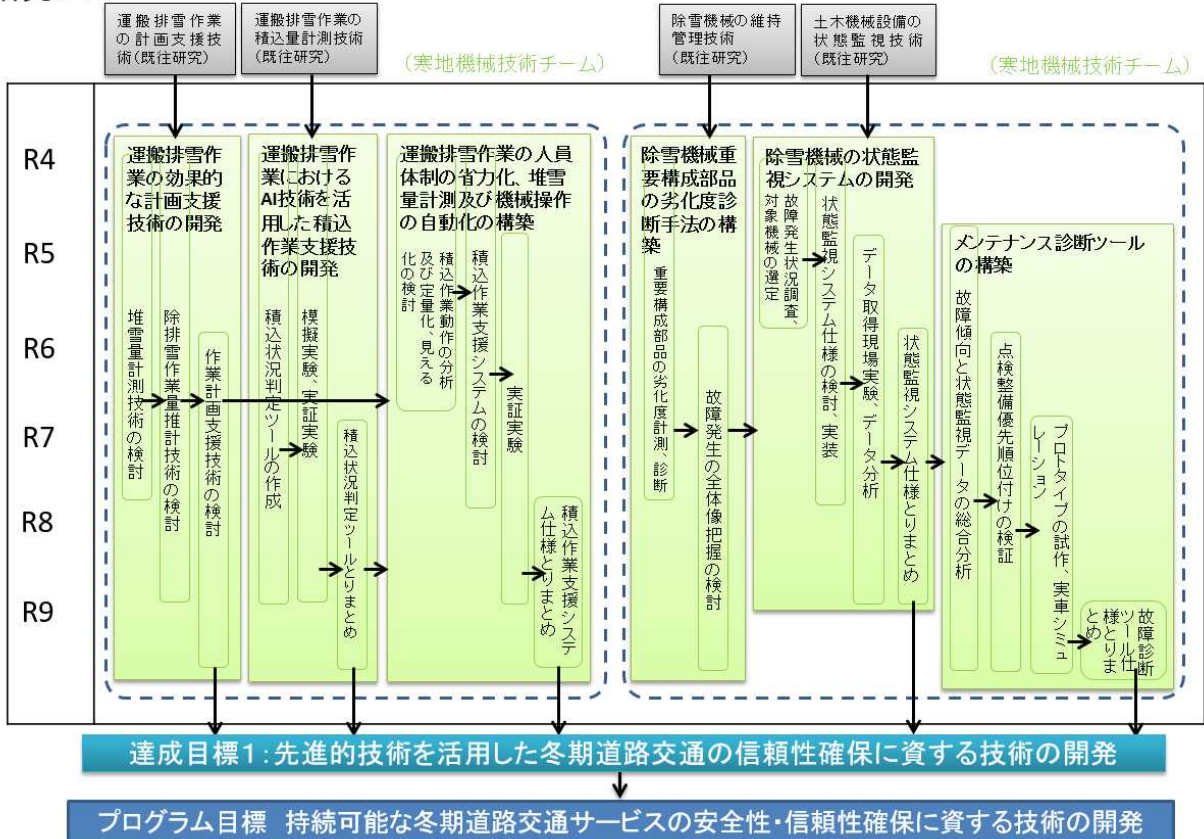 運搬排雪作業
の計画支援技
術(既往研究)
運搬排雪作業の
積込量計測技術
(既往研究)
(寒地機械技術チーム)
除雪機械の維持
管理技術
(既往研究)
土木機械設備の
状態監視技術
(既往研究)
(寒地機械技術チーム)
R4
R5
R6
R7
R8
R9
運搬排雪作
業の効果的
な計画支援
技術の開発
堆雪量計測技術の検討
除排雪作業量推計技術の検討
作業計画支援技術の検討
運搬排雪作
業における
AI技術を活
用した積込
作業支援技
術の開発
積込状況判定ツールの作成
模擬実験、実証実験
積込状況判定ツールとりまとめ
運搬排雪作業の人員
体制の省力化、堆雪
量計測及び機械操作
の自動化の構築
積込作業動作の分析
及び定量化、見える
化の検討
積込作業支援システムの検討
実証実験
積込作業支援システ
ム仕様とりまとめ
除雪機械重
要構成部品
の劣化度診
断手法の構
築
重要構成部品の劣化度計測、診断
故障発生の全体像把握の検討
除雪機械の状態監
視システムの開発
故障発生状況調査、
対象機械の選定
状態監視システム仕様の検討、実装
データ取得現場実験、データ分析
状態監視システム仕様とりまとめ
メンテナンス診断ツール
の構築
故障傾向と状態監視データの総合分析
点検整備優先順位付けの検証
プロトタイプの試作、実車シミュ
レーション
故障診断
ツール仕
様とりま
とめ
達成目標1:先進的技術を活用した冬期道路交通の信頼性確保に資する技術の開発
プログラム目標 持続可能な冬期道路交通サービスの安全性・信頼性確保に資する技術の開発